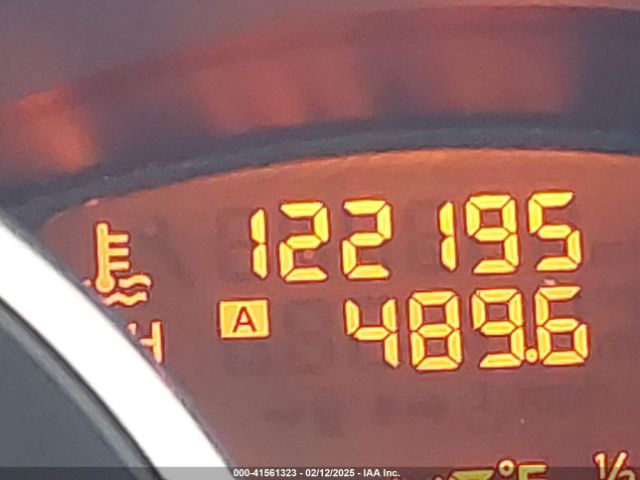 122195
A 489.6
H
°F 1/2
000-41561323 - 02/12/2025 - IAA Inc.